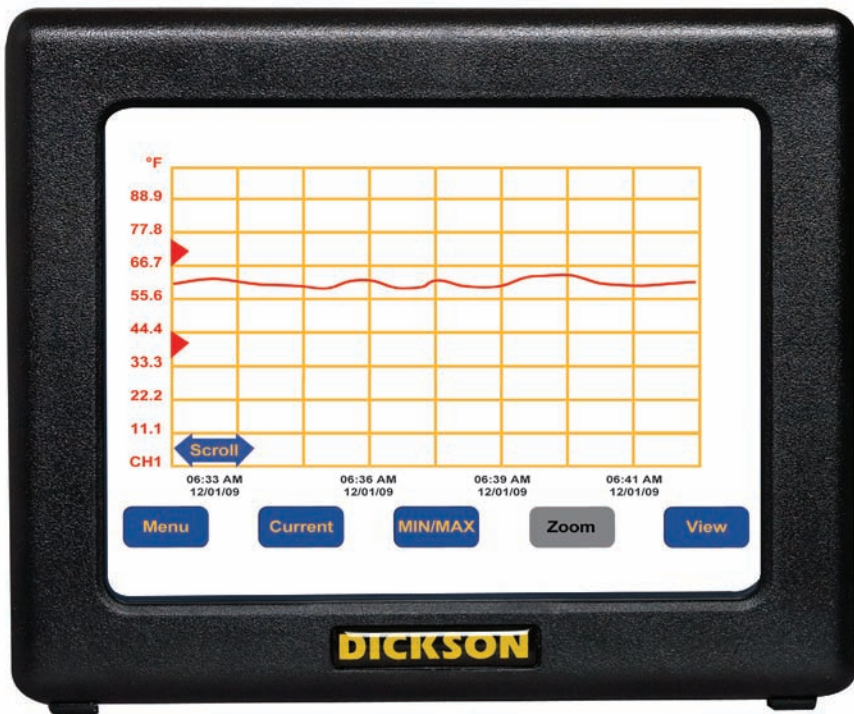 °F
88.9
77.8
66.7
55.6
44.4
33.3
22.2
11.1
CH1
Scroll
06:33 AM 06:36 AM 06:39 AM 06:41 AM
12/01/09 12/01/09 12/01/09 12/01/09
Menu Current MIN/MAX Zoom View
DICKSON